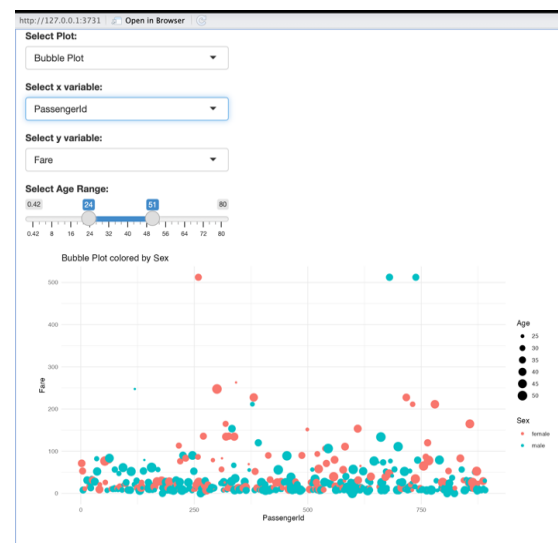 http://127.0.0.1:3731 Open in Browser
Select Plot:
Bubble Plot
Select x variable:
PassengerId
Select y variable:
Fare
Select Age Range:
0.42 24 51 80
0.42 8 16 24 32 40 48 56 64 72 80
Bubble Plot colored by Sex
500
400
300
200
100
0
Fare
0 250 500 750
PassengerId
Age
25
30
35
40
45
50
Sex
female
male